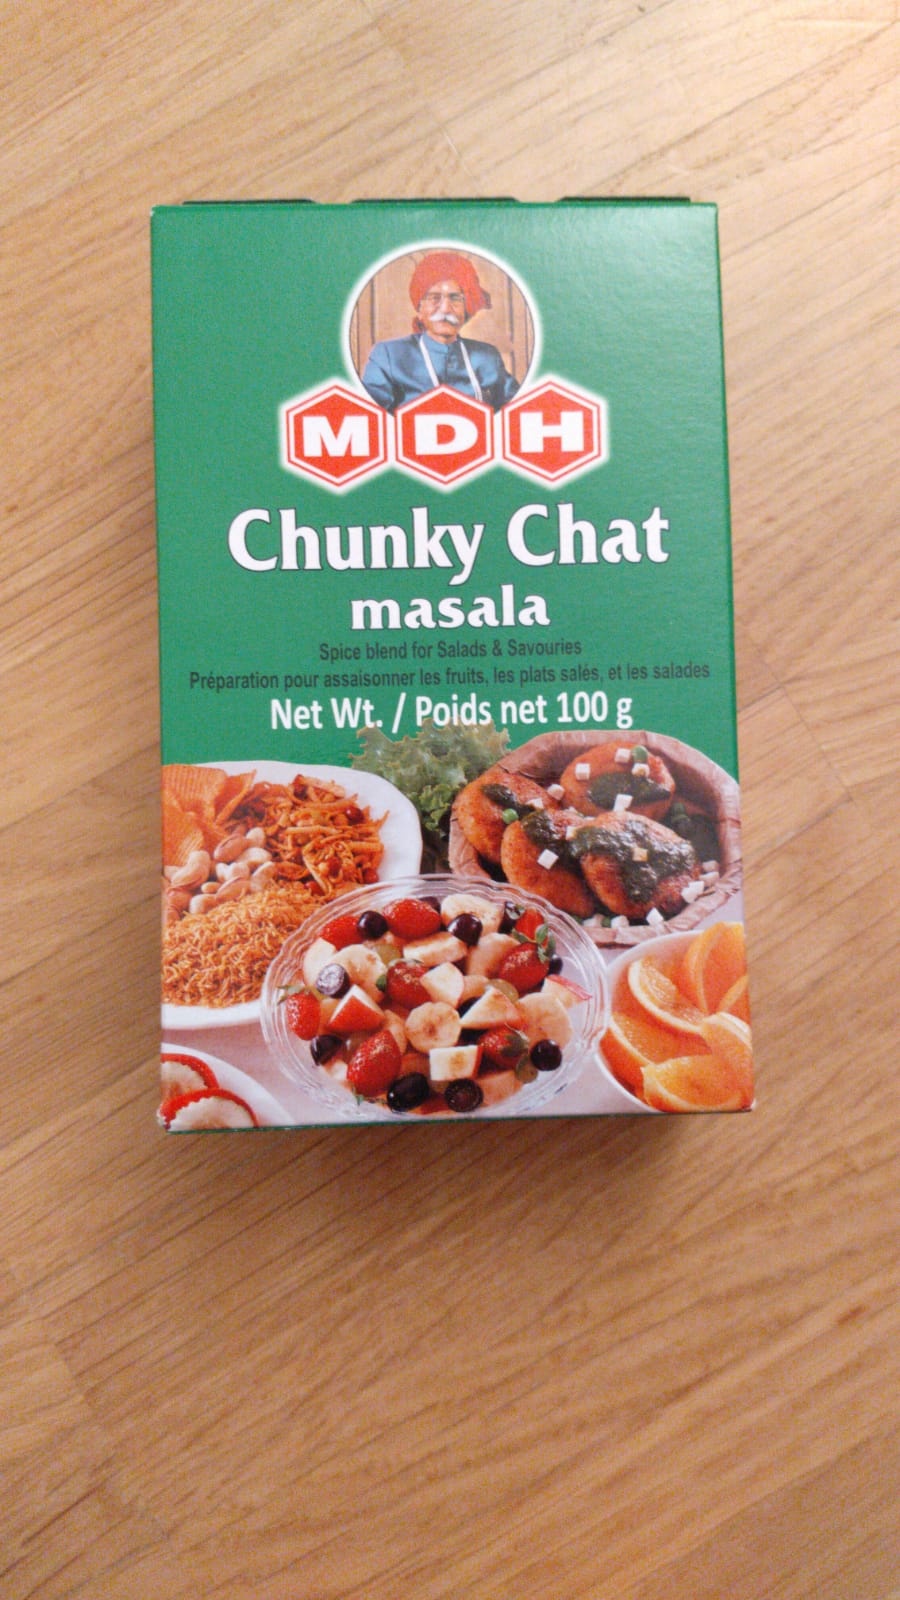 MDH
Chunky Chat
masala
Spice blend for Salads & Savouries
Préparation pour assaisonner les fruits, les plats salés, et les salades
Net Wt. / Poids net 100 g